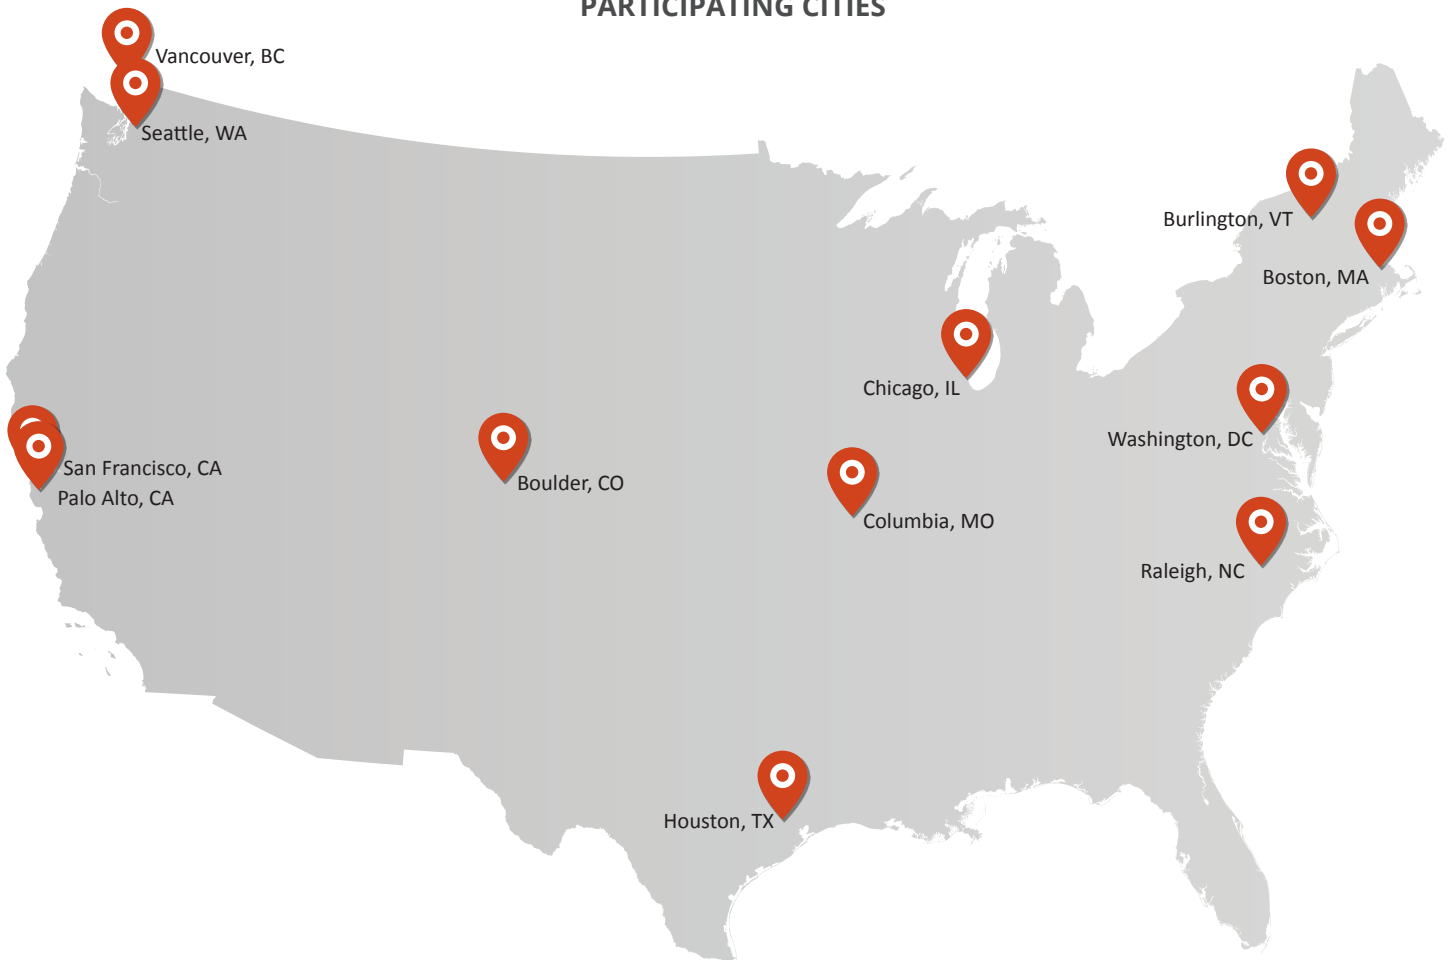 PARTICIPATING CITIES
Vancouver, BC
Seattle, WA
Burlington, VT
Boston, MA
Chicago, IL
Washington, DC
San Francisco, CA
Palo Alto, CA
Boulder, CO
Columbia, MO
Raleigh, NC
Houston, TX